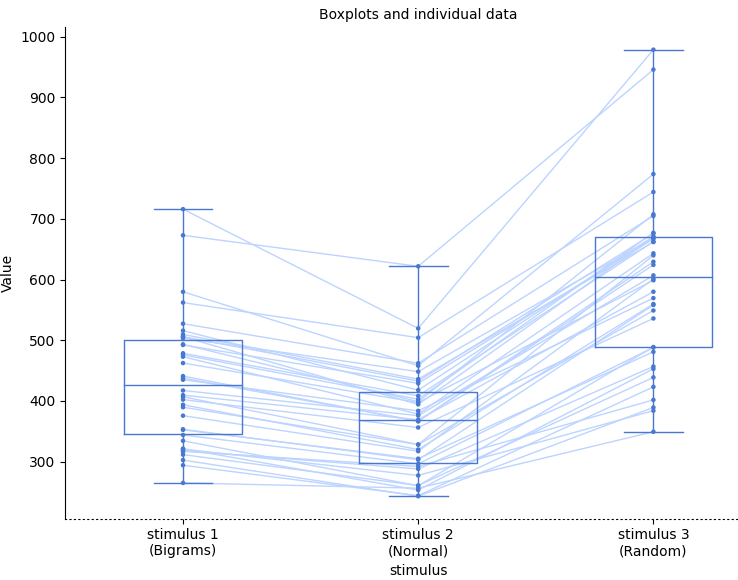 Boxplots and individual data
1000
900
800
700
600
500
400
300
Value
stimulus 1
(Bigrams)
stimulus 2
(Normal)
stimulus 3
(Random)
stimulus